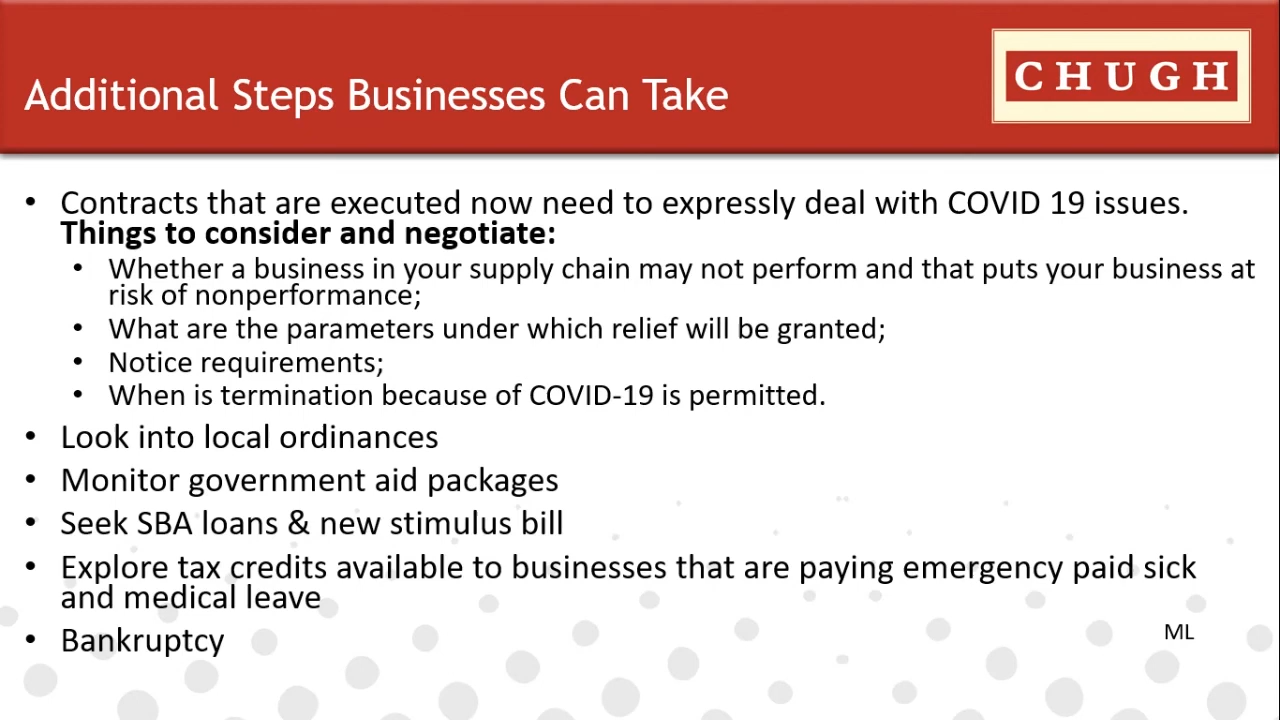 Additional Steps Businesses Can Take
CHUGH
• Contracts that are executed now need to expressly deal with COVID 19 issues.
Things to consider and negotiate:
• Whether a business in your supply chain may not perform and that puts your business at
risk of nonperformance;
• What are the parameters under which relief will be granted;
• Notice requirements;
• When is termination because of COVID-19 is permitted.
• Look into local ordinances
• Monitor government aid packages
• Seek SBA loans & new stimulus bill
• Explore tax credits available to businesses that are paying emergency paid sick
and medical leave
• Bankruptcy
ML